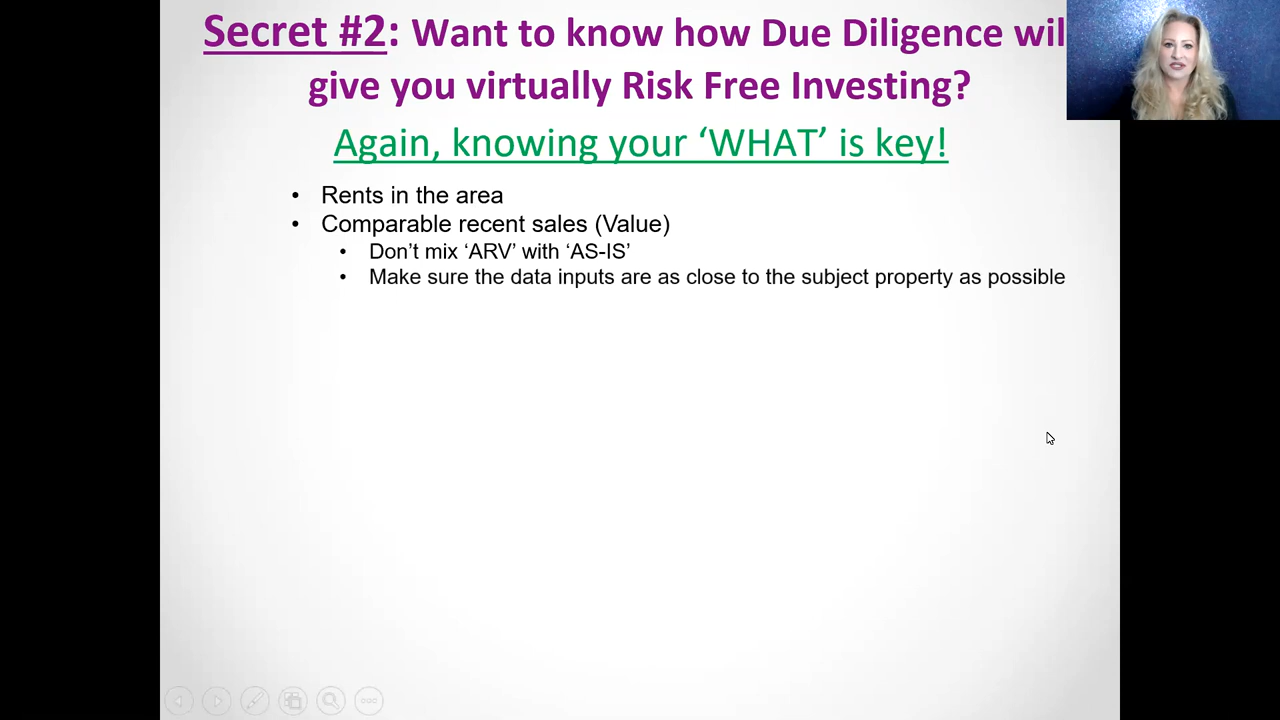 Secret #2: Want to know how Due Diligence wil
give you virtually Risk Free Investing?
Again, knowing your ‘WHAT’ is key!
• Rents in the area
• Comparable recent sales (Value)
• Don’t mix ‘ARV’ with ‘AS-IS’
• Make sure the data inputs are as close to the subject property as possible